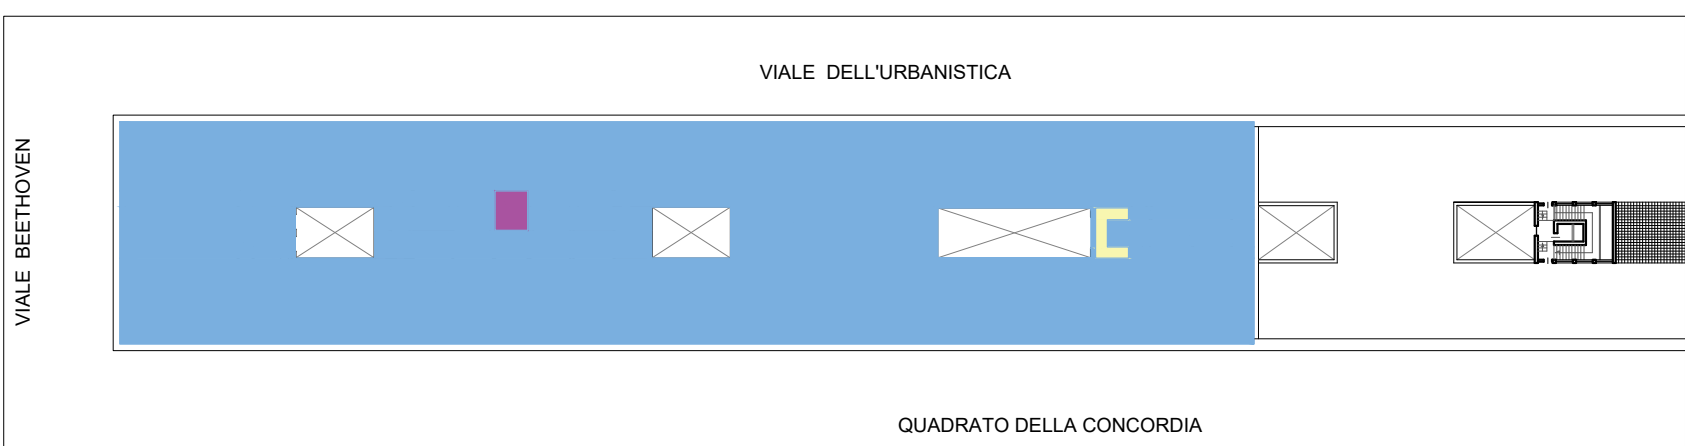 VIALE DELL'URBANISTICA
VIALE BEETHOVEN
QUADRATO DELLA CONCORDIA